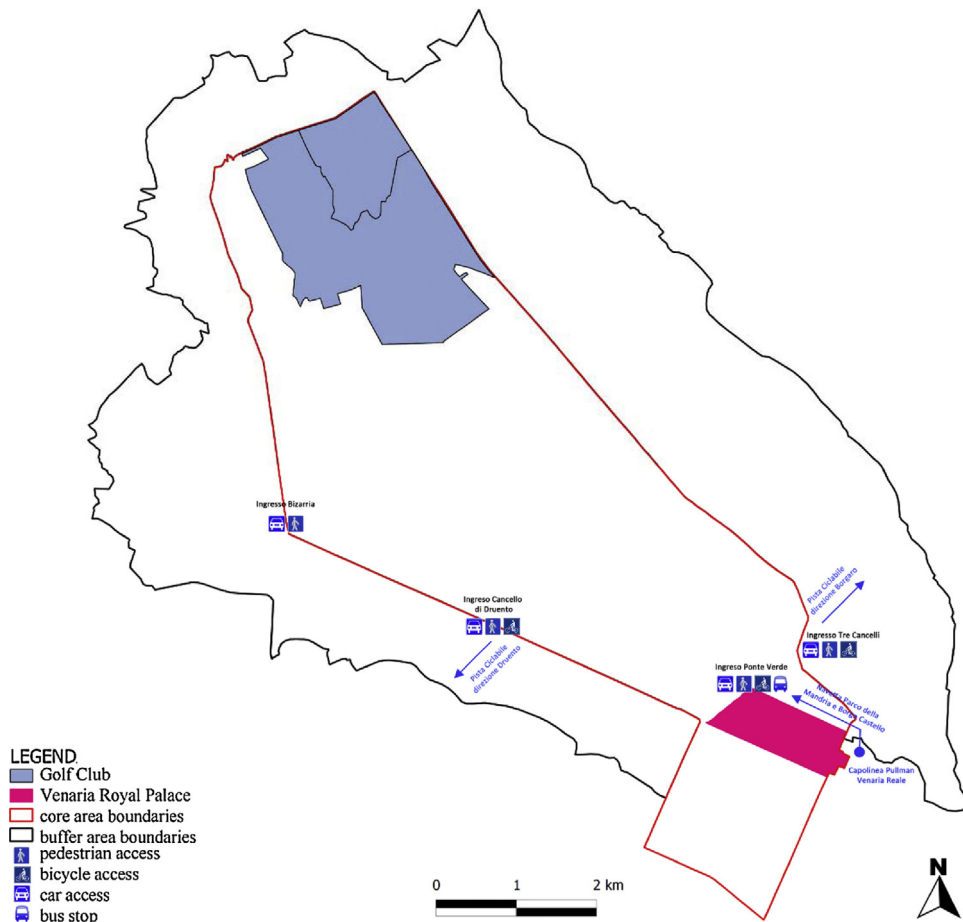 Ingresso Bizarria
Ingreso Cancello
di Druento
Pista Ciclabile
direzione Druento
Pista Ciclabile
direzione Borgaro
Ingresso Tre Cancelli
Ingreso Ponte Verde
Navetta Parco della
Mandria e Borgo Castello
Capolinea Pullman
Venaria Reale
LEGEND
Golf Club
Venaria Royal Palace
core area boundaries
buffer area boundaries
pedestrian access
bicycle access
car access
bus stop
0 1 2 km
N